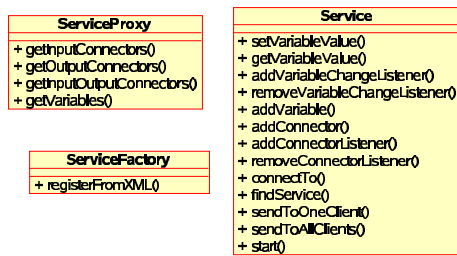 ServiceProxy
+ getInputConnectors()
+ getOutputConnectors()
+ getInputOutputConnectors()
+ getVariables()
ServiceFactory
+ registerFromXML()
Service
+ setVariableValue()
+ getVariableValue()
+ addVariableChangeListener()
+ removeVariableChangeListener()
+ addVariable()
+ addConnector()
+ addConnectorListener()
+ removeConnectorListener()
+ connectTo()
+ findService()
+ sendToOneClient()
+ sendToAllClients()
+ start()